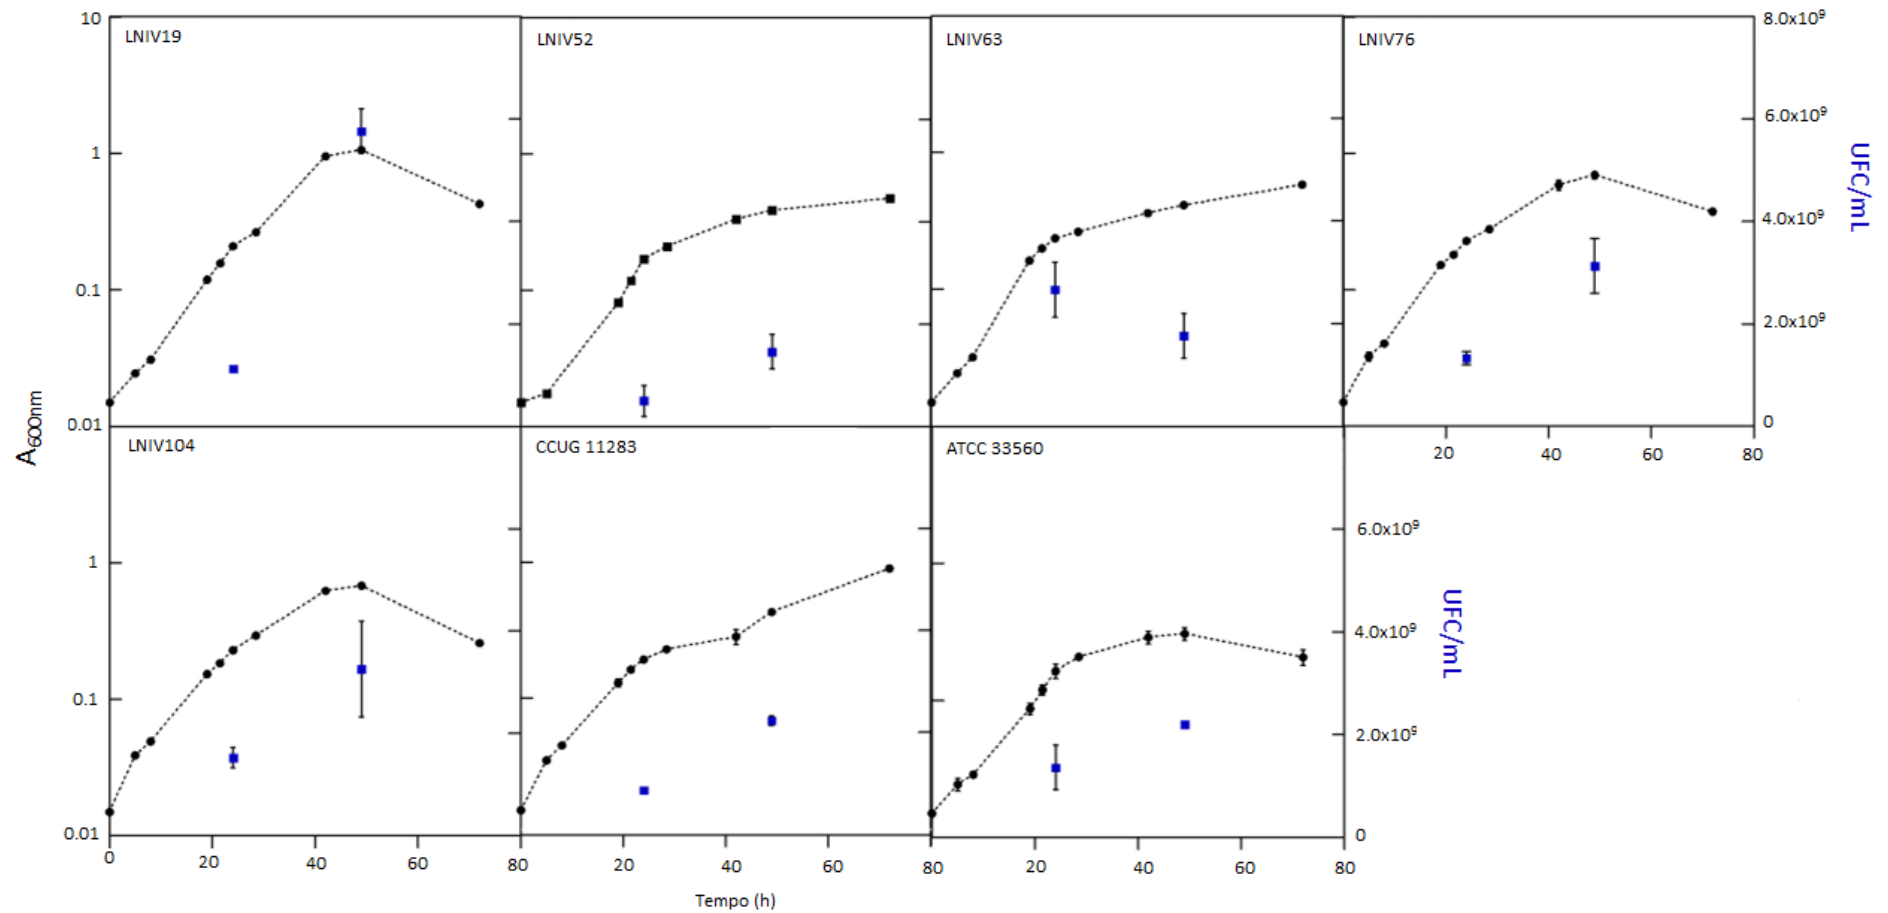 10
LNIV19
LNIV52
LNIV63
LNIV76
8.0x10⁹
6.0x10⁹
1
UFC/mL
4.0x10⁹
0.1
2.0x10⁹
0.01
0
A600nm
20
40
60
80
LNIV104
CCUG 11283
ATCC 33560
6.0x10⁹
1
UFC/mL
4.0x10⁹
0.1
2.0x10⁹
0.01
0
0
20
40
60
80
20
40
60
80
20
40
60
80
Tempo (h)